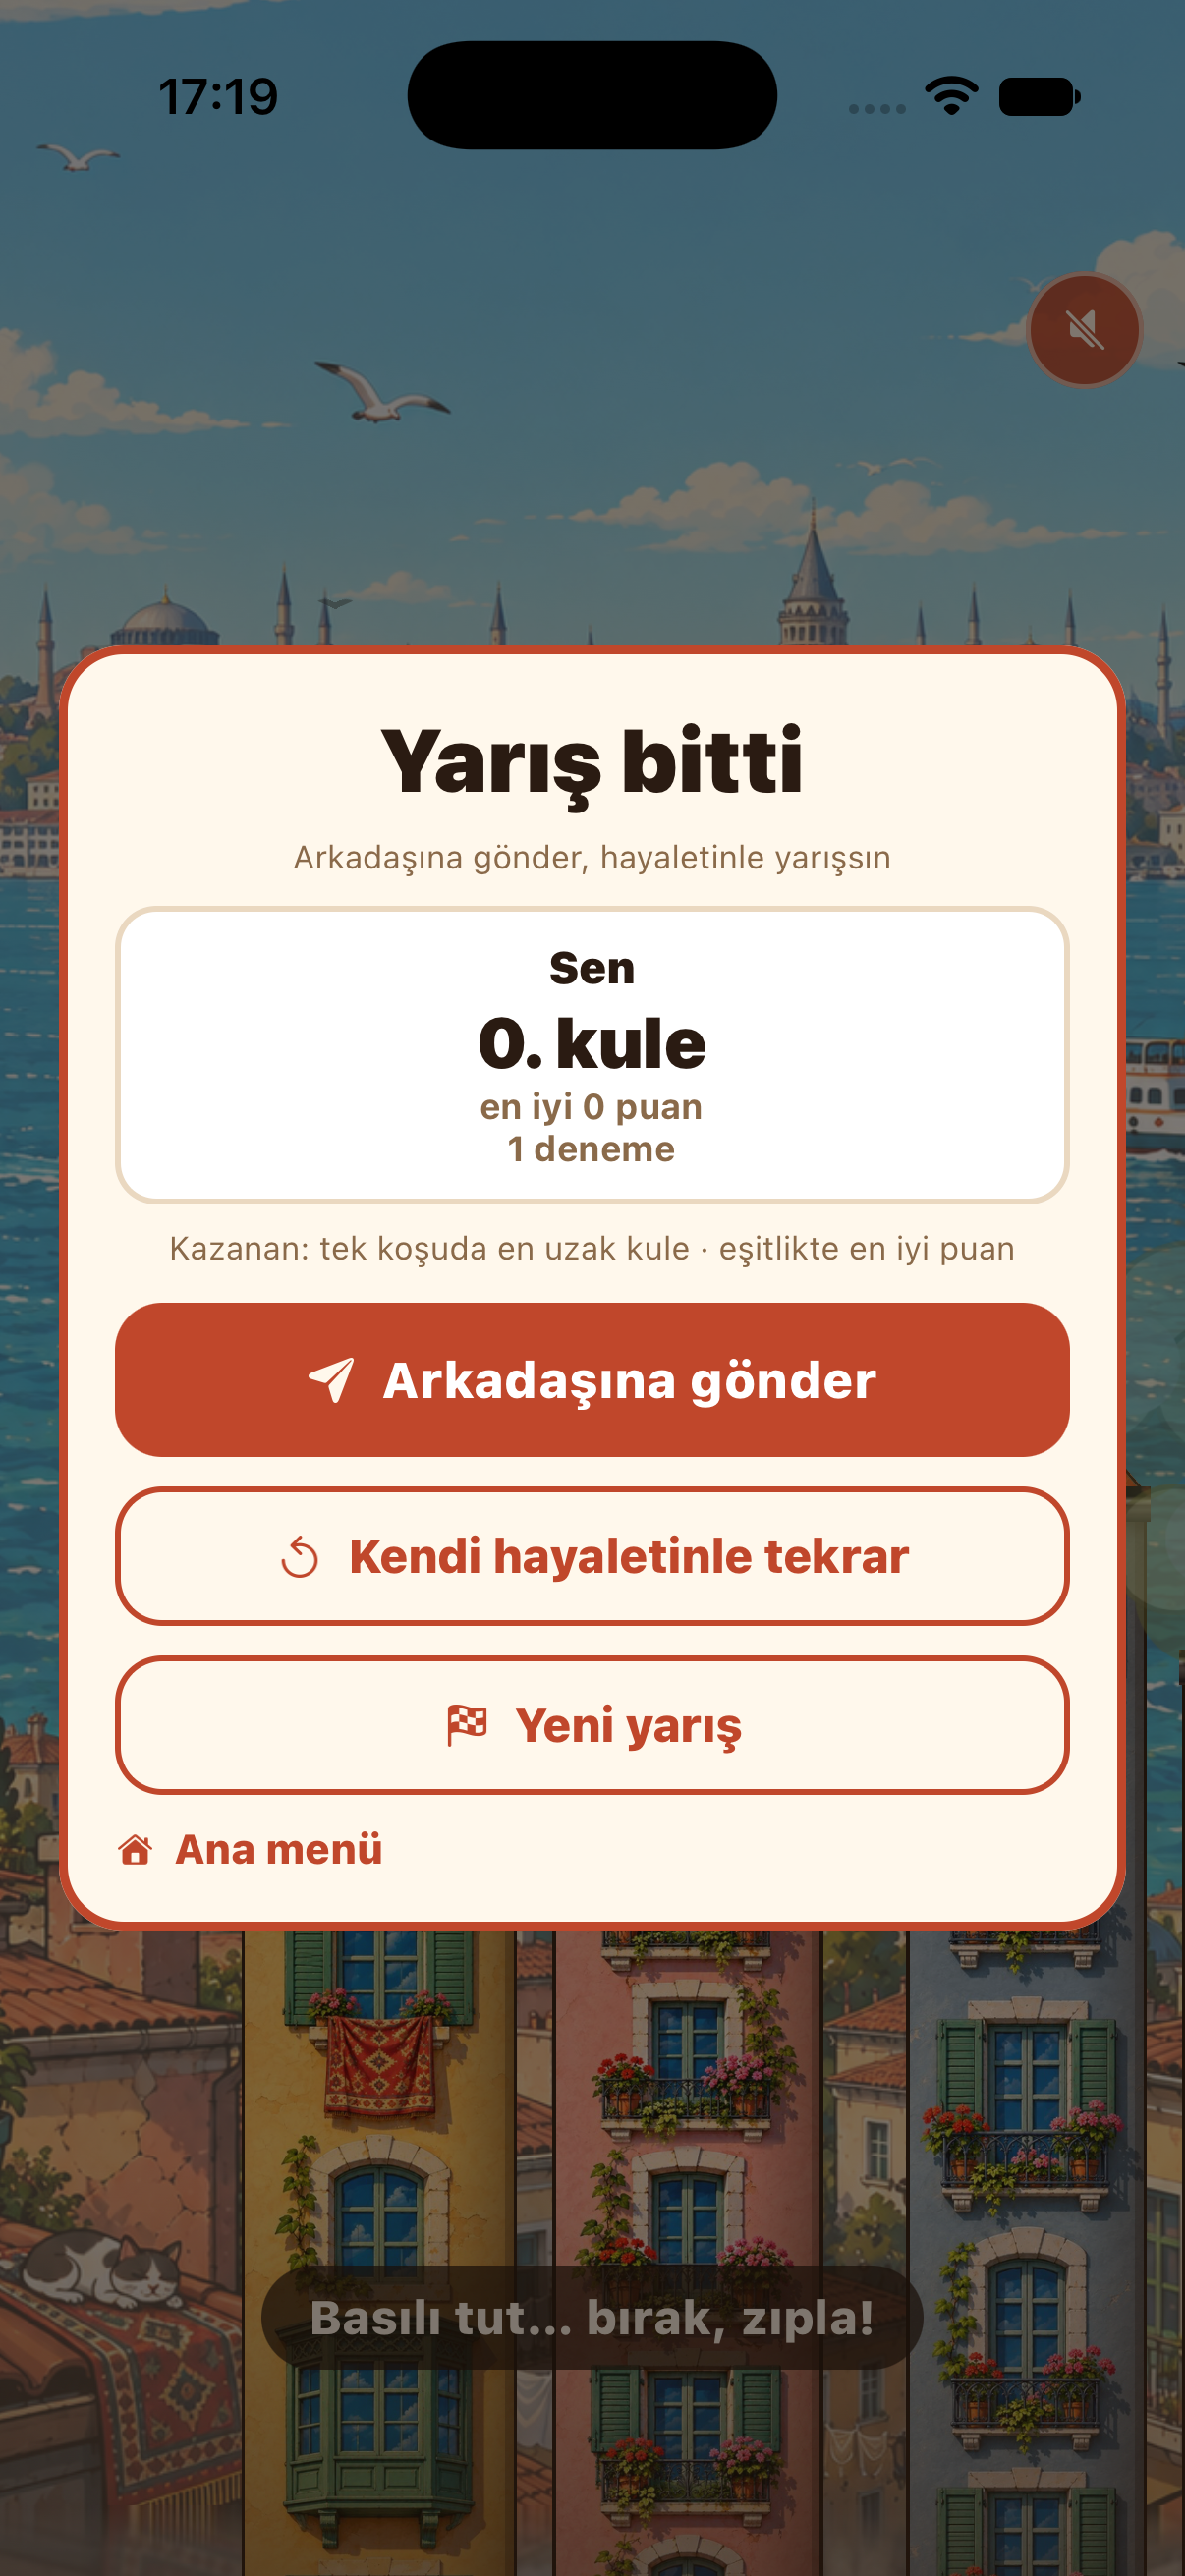 17:19
Yarış bitti
Arkadaşına gönder, hayaletinle yarışsın
Sen
0. kule
en iyi 0 puan
1 deneme
Kazanan: tek koşuda en uzak kule · eşitlikte en iyi puan
Arkadaşına gönder
Kendi hayaletinle tekrar
Yeni yarış
Ana menü
Basılı tut... bırak, zıpla!